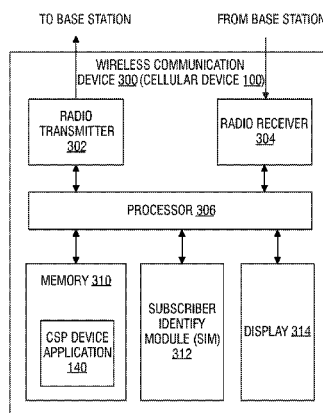 TO BASE STATION
FROM BASE STATION
WIRELESS COMMUNICATION
DEVICE 300 (CELLULAR DEVICE 100)
RADIO
TRANSMITTER
302
RADIO RECEIVER
304
PROCESSOR 306
MEMORY 310
CSP DEVICE
APPLICATION
140
SUBSCRIBER
IDENTIFY
MODULE (SIM)
312
DISPLAY 314